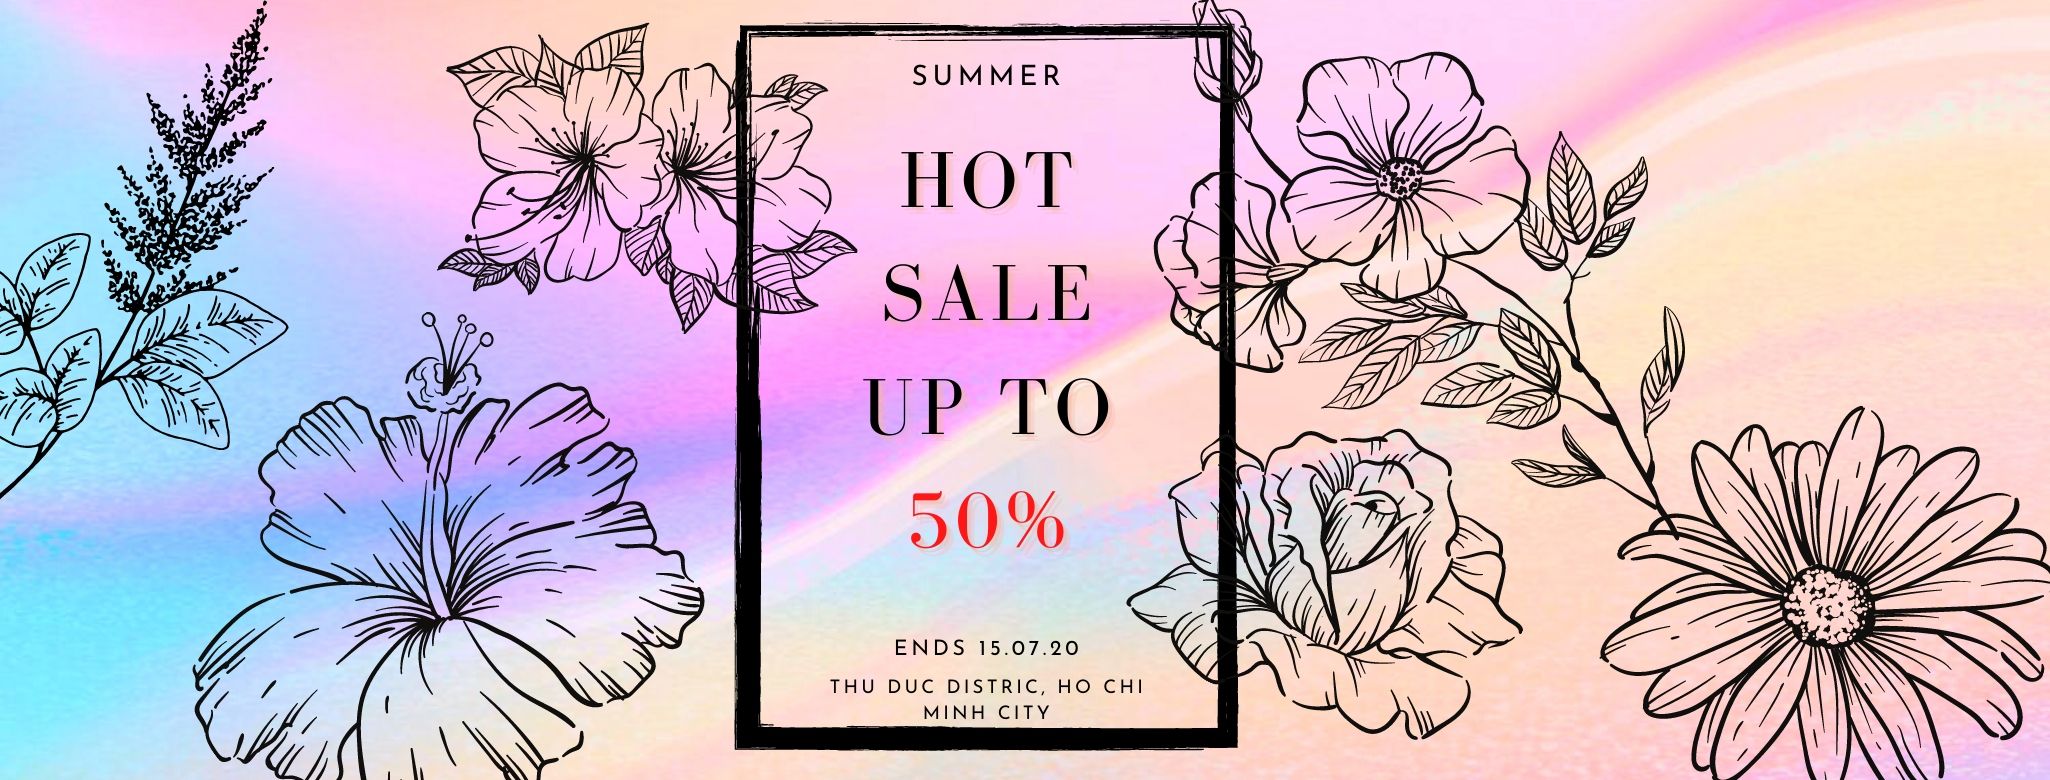 SUMMER
HOT
SALE
UP TO
50%
ENDS 15.07.20
THU DUC DISTRIC, HO CHI
MINH CITY